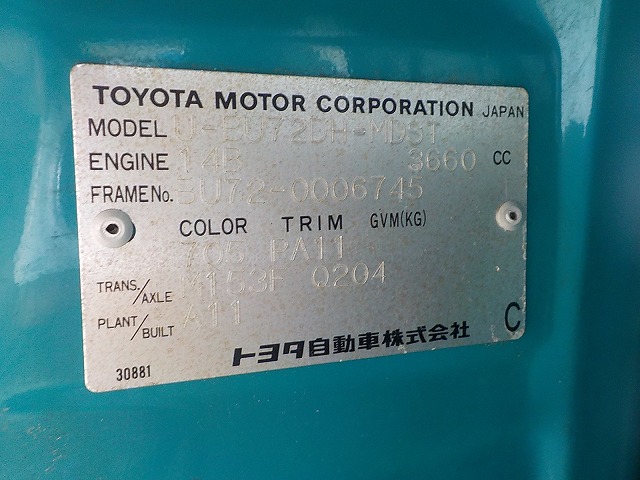 TOYOTA MOTOR CORPORATION JAPAN
MODEL U-BU72DH-MDST
ENGINE 14B 3660 CC
FRAME No. BU72-0006745
COLOR TRIM GVM(KG)
765 PA11
TRANS./AXLE M153F Q204
PLANT/BUILT A11
トヨタ自動車株式会社
C
30881